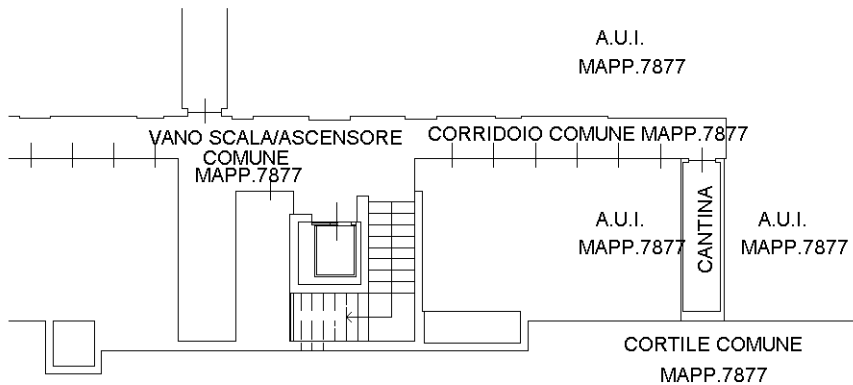 A.U.I.
MAPP.7877
VANO SCALA/ASCENSORE
COMUNE
MAPP.7877
CORRIDOIO COMUNE MAPP.7877
A.U.I.
MAPP.7877
CANTINA
A.U.I.
MAPP.7877
CORTILE COMUNE
MAPP.7877